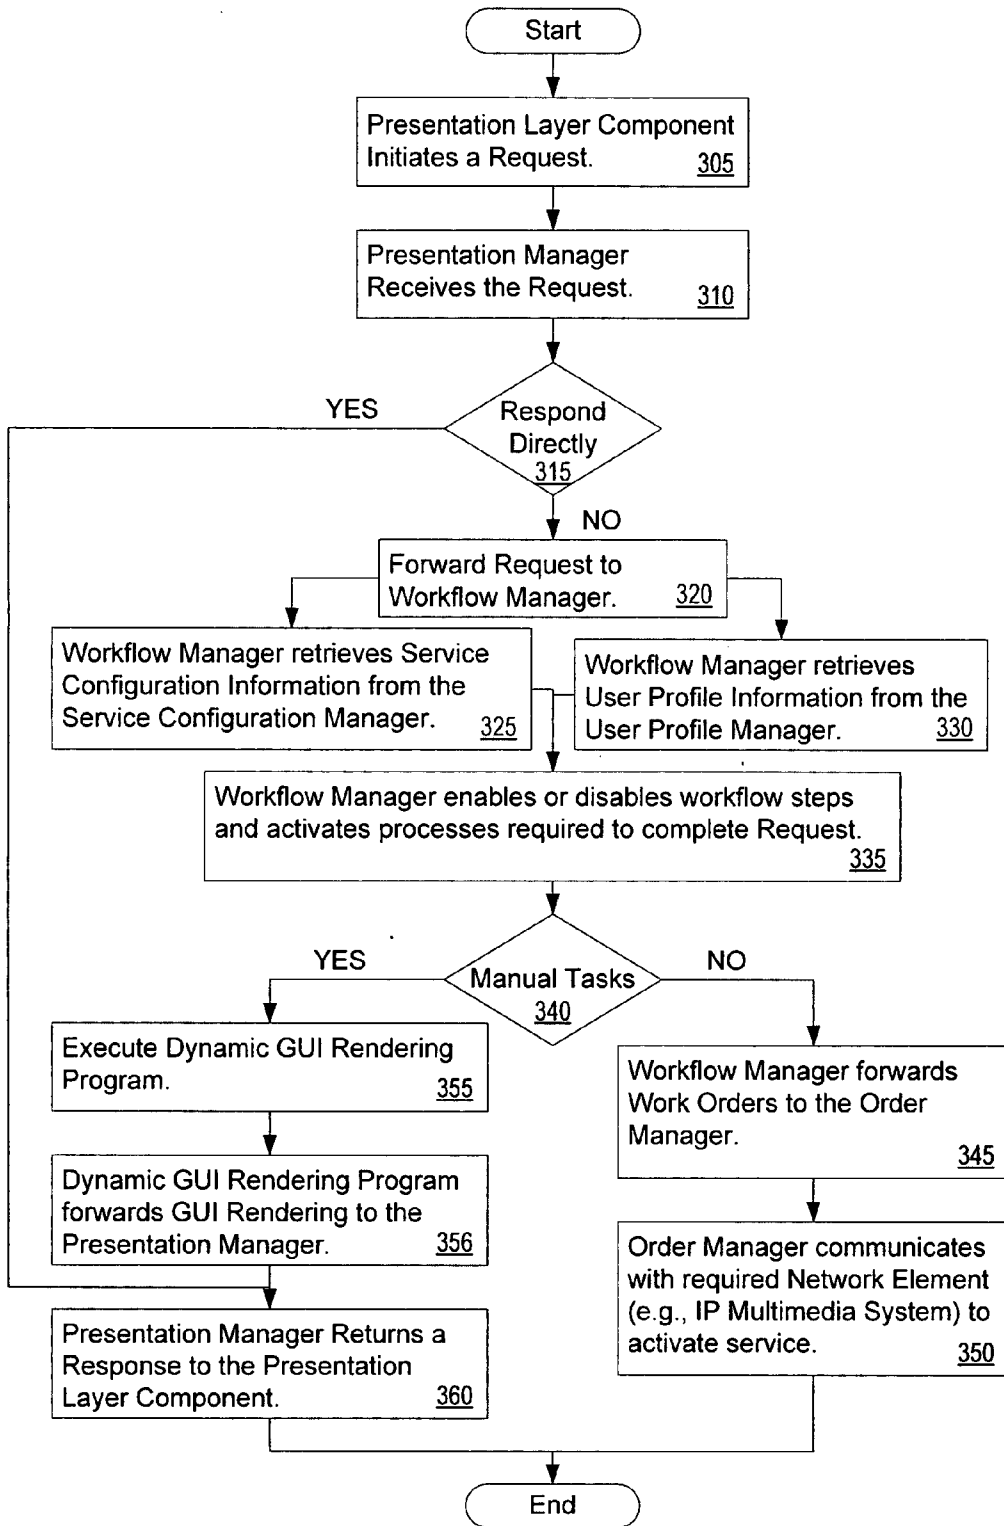 Start
Presentation Layer Component
Initiates a Request.
305
Presentation Manager
Receives the Request.
310
YES
Respond
Directly
315
NO
Forward Request to
Workflow Manager.
320
Workflow Manager retrieves Service
Configuration Information from the
Service Configuration Manager.
325
Workflow Manager retrieves
User Profile Information from the
User Profile Manager.
330
Workflow Manager enables or disables workflow steps
and activates processes required to complete Request.
335
YES
Manual Tasks
340
NO
Execute Dynamic GUI Rendering
Program.
355
Workflow Manager forwards
Work Orders to the Order
Manager.
345
Dynamic GUI Rendering Program
forwards GUI Rendering to the
Presentation Manager.
356
Order Manager communicates
with required Network Element
(e.g., IP Multimedia System) to
activate service.
350
Presentation Manager Returns a
Response to the Presentation
Layer Component.
360
End